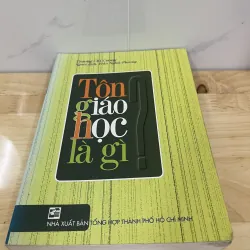 Tôn
giáo
học
là gì
?
NHÀ XUẤT BẢN TỔNG HỢP THÀNH PHỐ HỒ CHÍ MINH